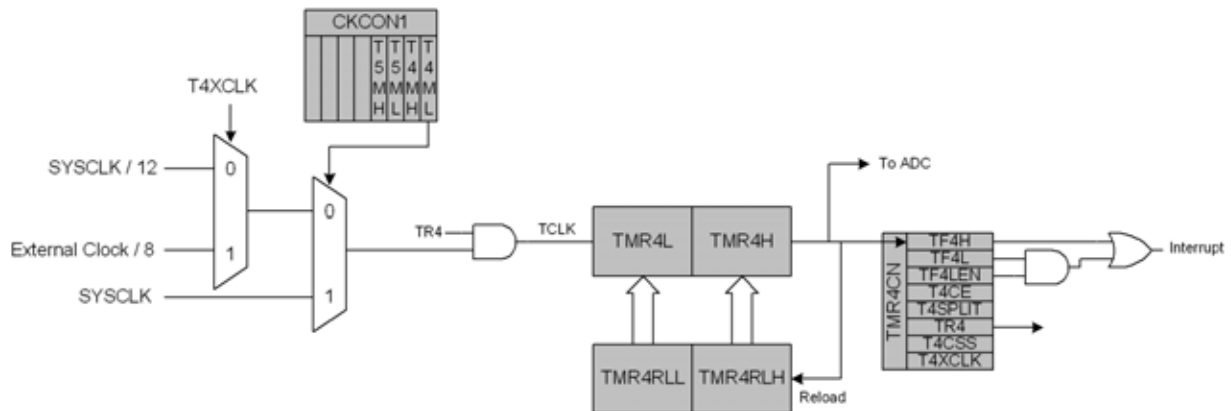 CKCON1
T5MH
T5ML
T4MH
T4ML
T4XCLK
SYSCLK / 12
0
External Clock / 8
1
SYSCLK
0
1
TR4
TCLK
TMR4L
TMR4H
To ADC
TMR4RLL
TMR4RLH
Reload
TMR4CN
TF4H
TF4L
TF4LEN
T4CE
T4SPLIT
TR4
T4CSS
T4XCLK
Interrupt